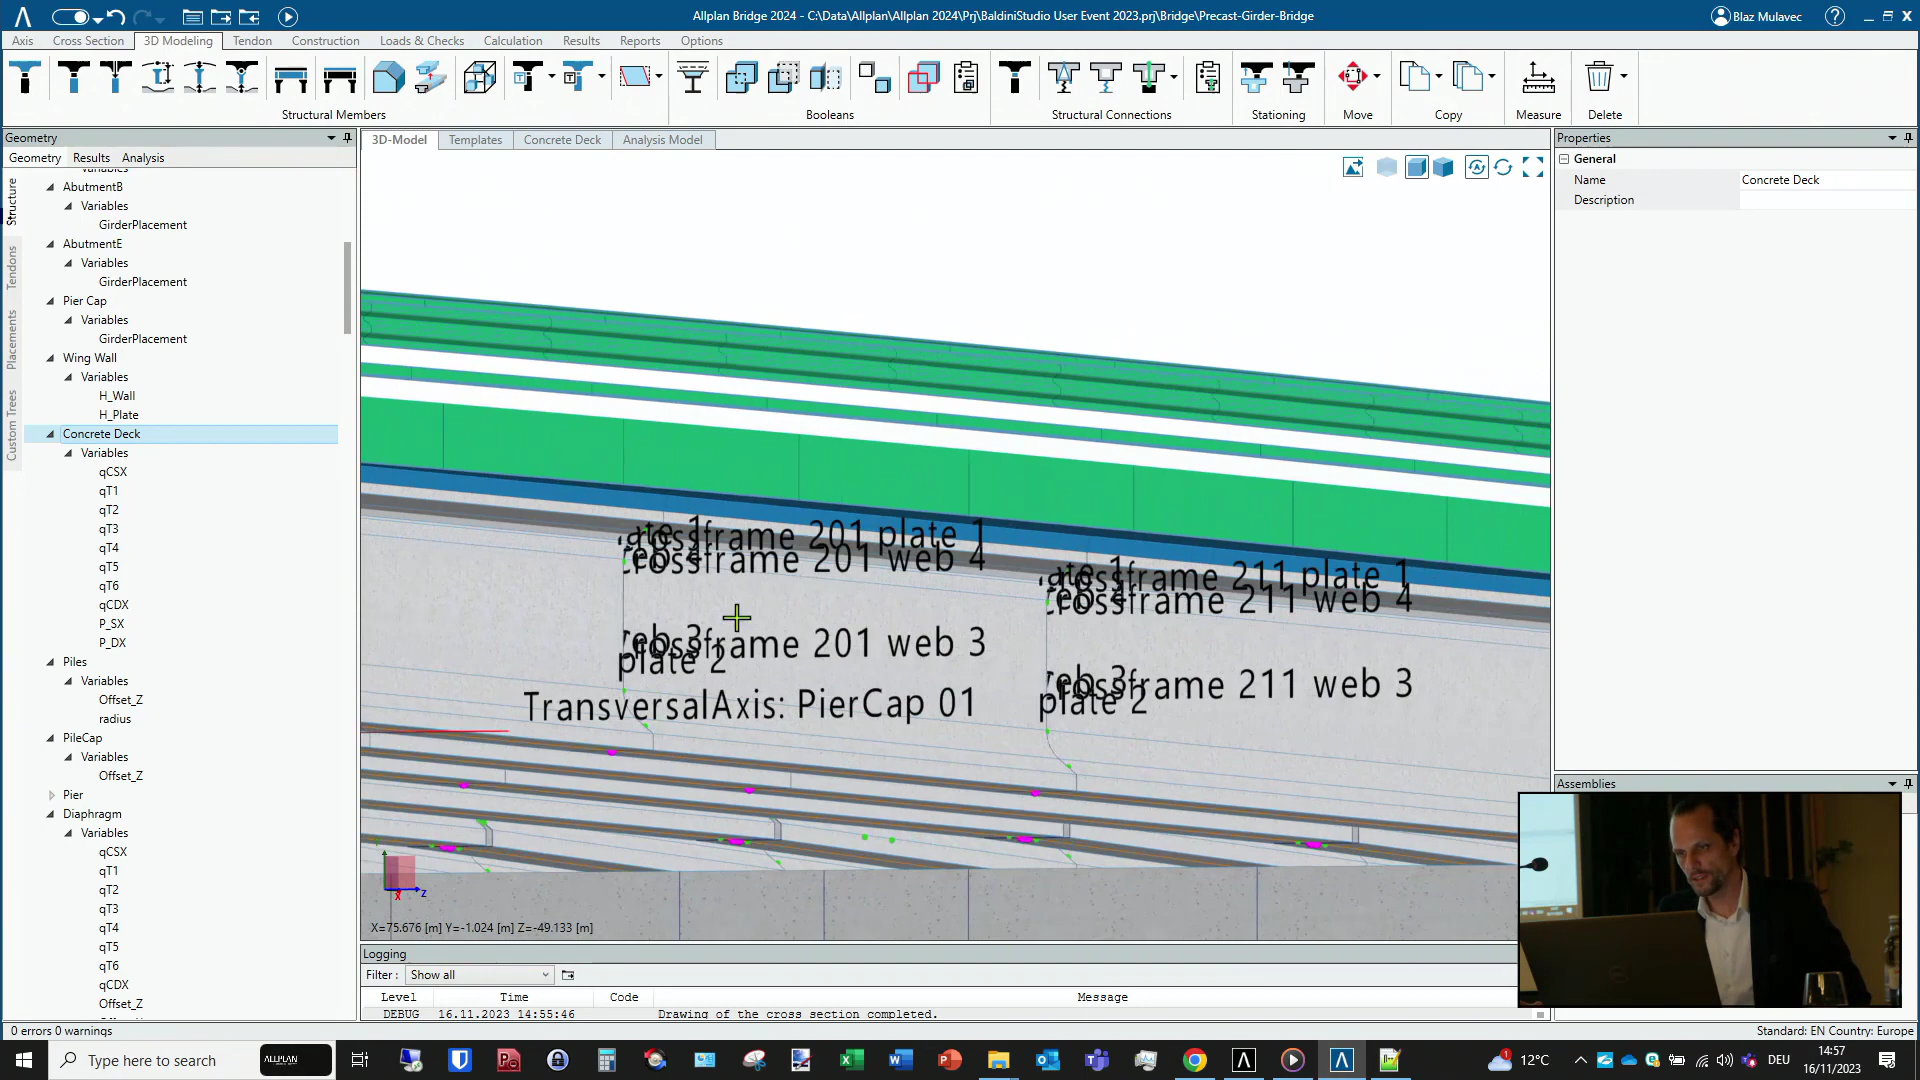 Allplan Bridge 2024 - C:\Data\Allplan\Allplan 2024\Prj\BaldiniStudio User Event 2023.prj\Bridge\Precast-Girder-Bridge
Blaz Mulavec
Axis Cross Section 3D Modeling Tendon Construction Loads & Checks Calculation Results Reports Options
Structural Members Booleans Structural Connections Stationing Move Copy Measure Delete
Geometry
Geometry Results Analysis
Structure
Tendons
Placements
Custom Trees
Variables
AbutmentB
Variables
GirderPlacement
AbutmentE
Variables
GirderPlacement
Pier Cap
Variables
GirderPlacement
Wing Wall
Variables
H_Wall
H_Plate
Concrete Deck
Variables
qCSX
qT1
qT2
qT3
qT4
qT5
qT6
qCDX
P_SX
P_DX
Piles
Variables
Offset_Z
radius
PileCap
Variables
Offset_Z
Pier
Diaphragm
Variables
qCSX
qT1
qT2
qT3
qT4
qT5
qT6
qCDX
Offset_Z
3D-Model Templates Concrete Deck Analysis Model
crossframe 201 plate 1
crossframe 201 web 4
crossframe 201 web 3
plate 2
TransversalAxis: PierCap 01
crossframe 211 plate 1
crossframe 211 web 4
crossframe 211 web 3
plate 2
z
x
X=75.676 [m] Y=-1.024 [m] Z=-49.133 [m]
Logging
Filter : Show all
Level Time Code Message
DEBUG 16.11.2023 14:55:46 Drawing of the cross section completed.
Properties
General
Name Concrete Deck
Description
Assemblies
0 errors 0 warnings
Standard: EN Country: Europe
Type here to search
ALLPLAN
12°C
DEU
14:57
16/11/2023